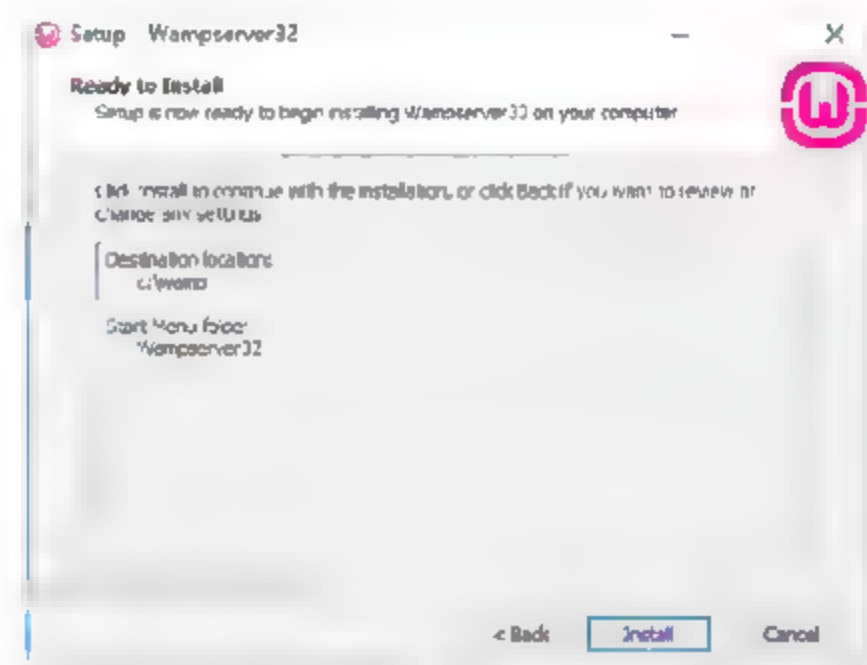 Setup Wampserver32
Ready to Install
Setup is now ready to begin installing Wampserver32 on your computer
Click Install to continue with the installation, or click Back if you want to review or
change any settings
Destination location:
c:\wamp
Start Menu folder:
Wampserver32
< Back Install Cancel